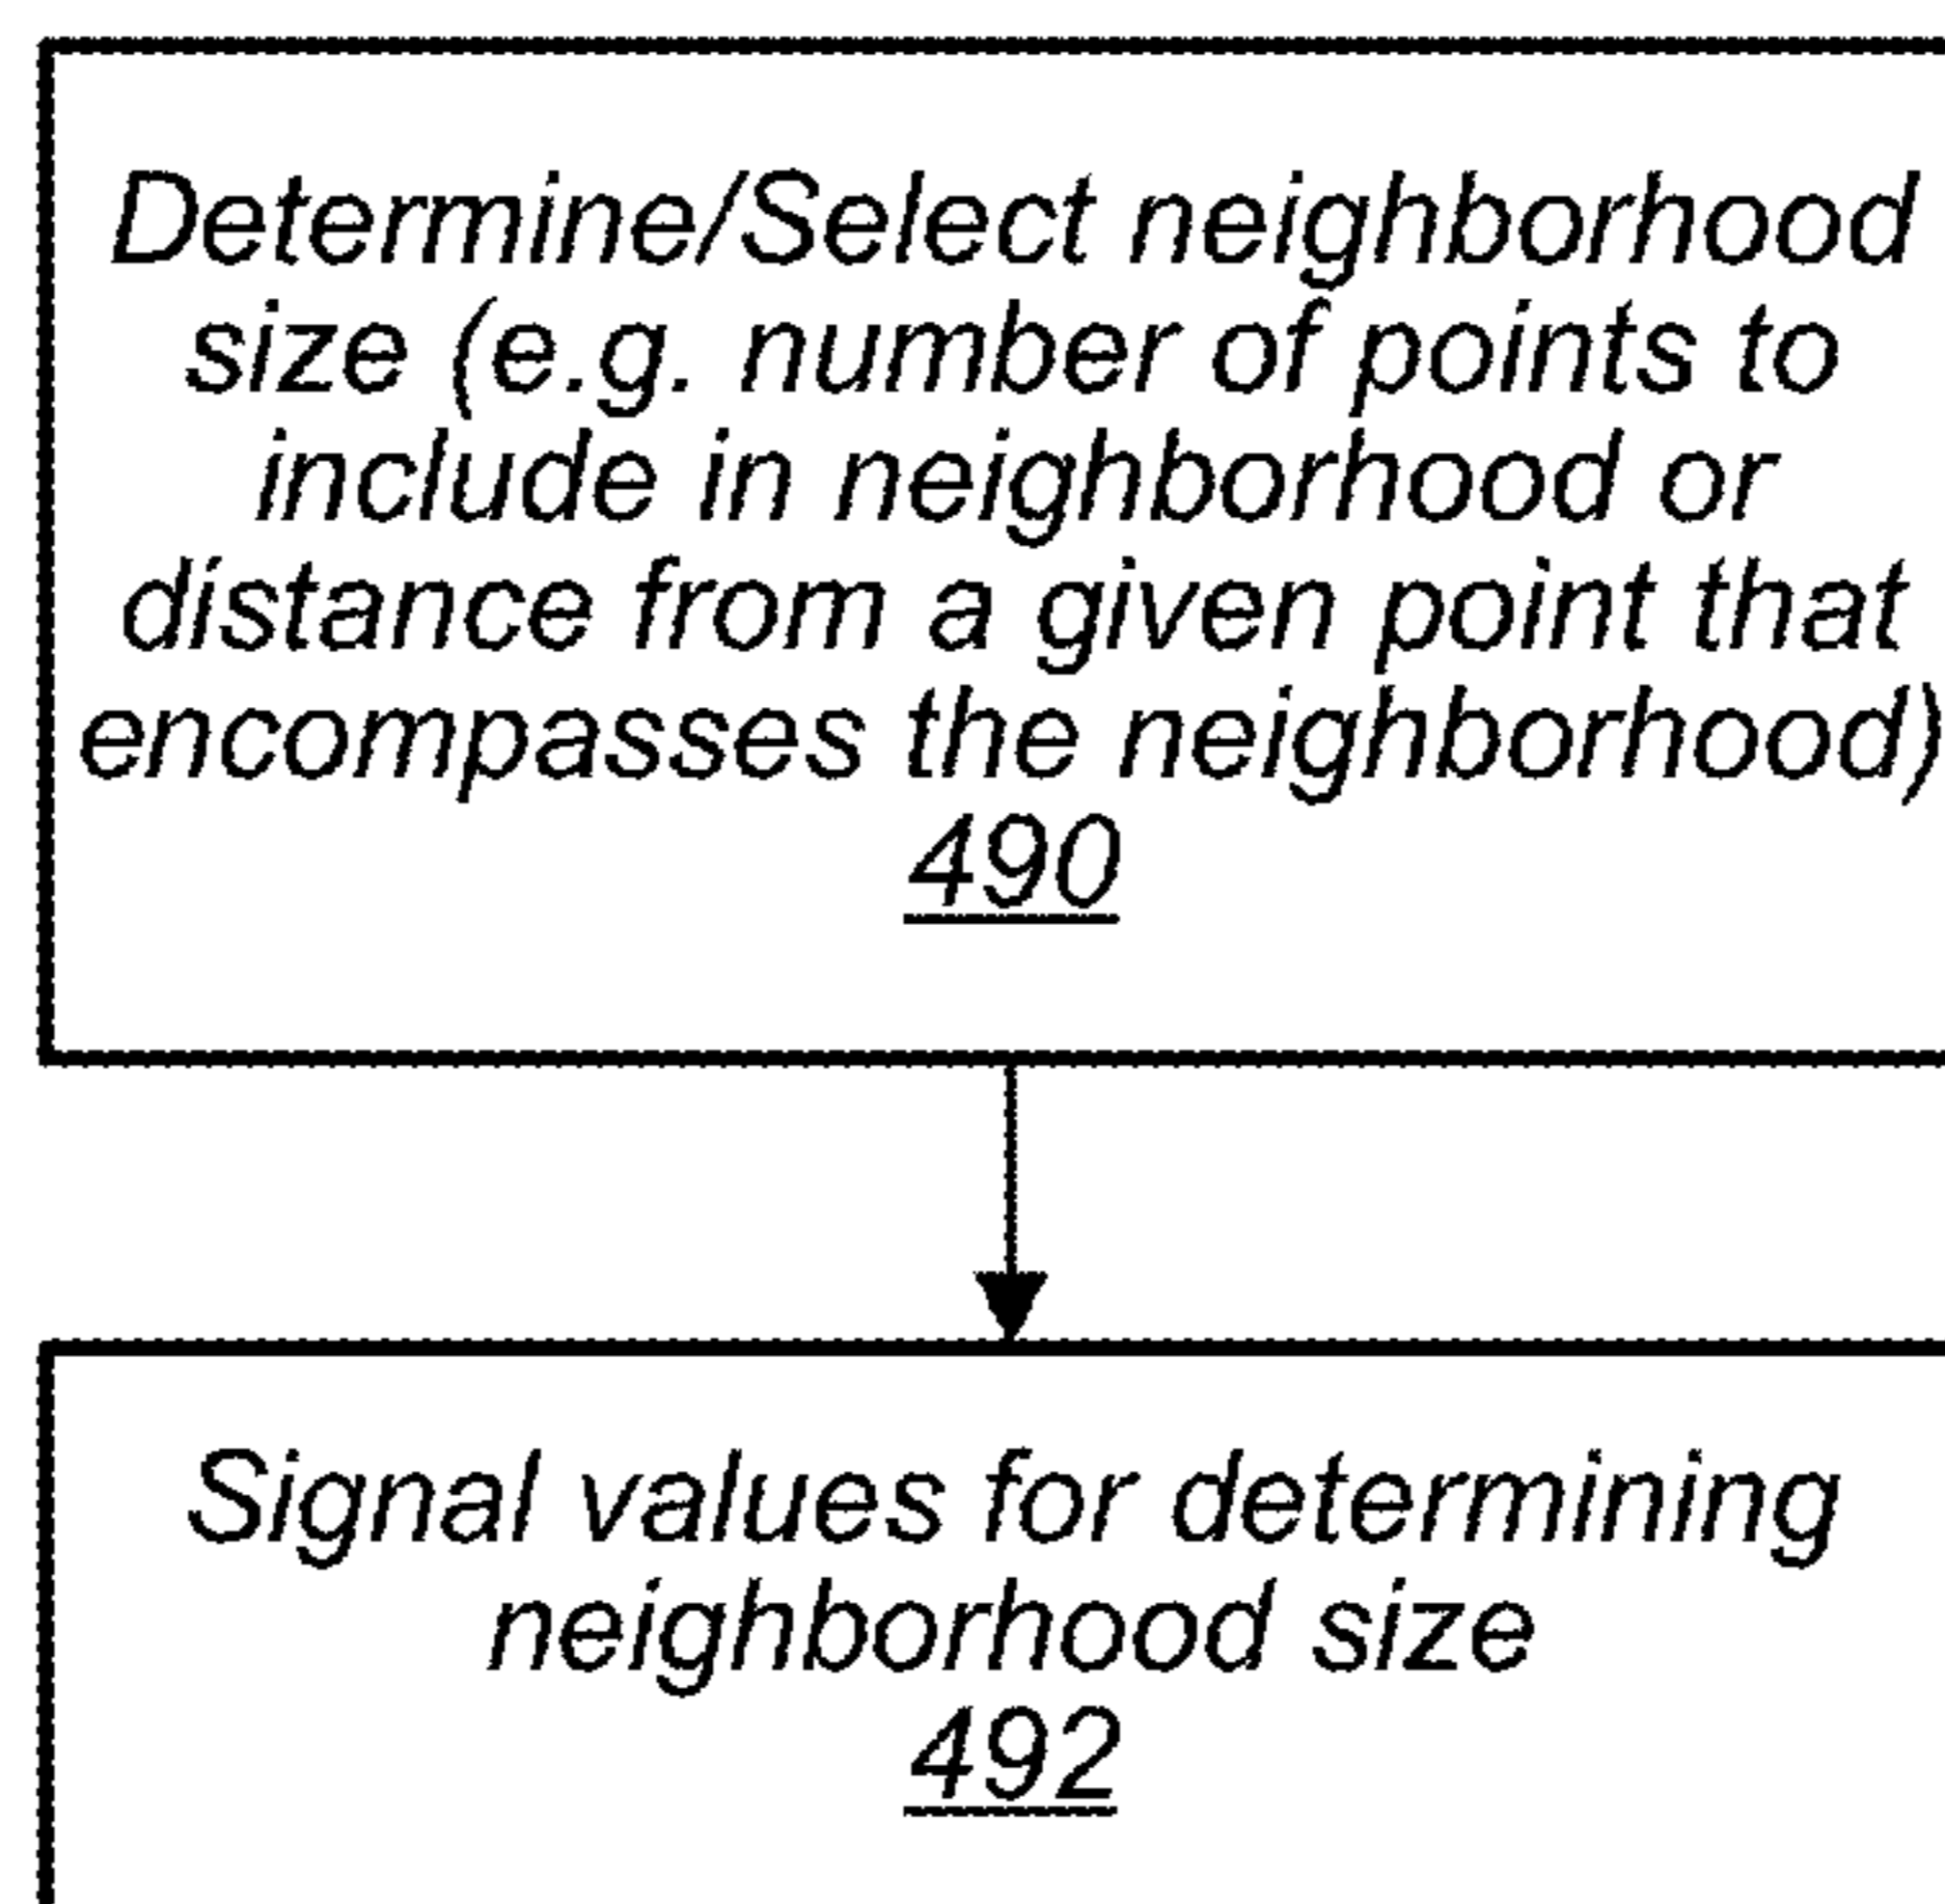 Determine/Select neighborhood
size (e.g. number of points to
include in neighborhood or
distance from a given point that
encompasses the neighborhood)
490
Signal values for determining
neighborhood size
492